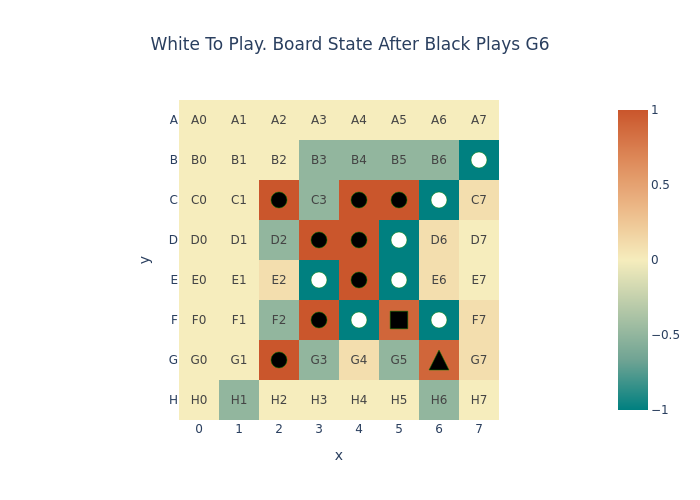 White To Play. Board State After Black Plays G6
A A0 A1 A2 A3 A4 A5 A6 A7
B B0 B1 B2 B3 B4 B5 B6
C C0 C1 C3 C7
D D0 D1 D2 D6 D7
E E0 E1 E2 E6 E7
F F0 F1 F2 F7
G G0 G1 G3 G4 G5 G7
H H0 H1 H2 H3 H4 H5 H6 H7
0 1 2 3 4 5 6 7
x
y
1
0.5
0
−0.5
−1